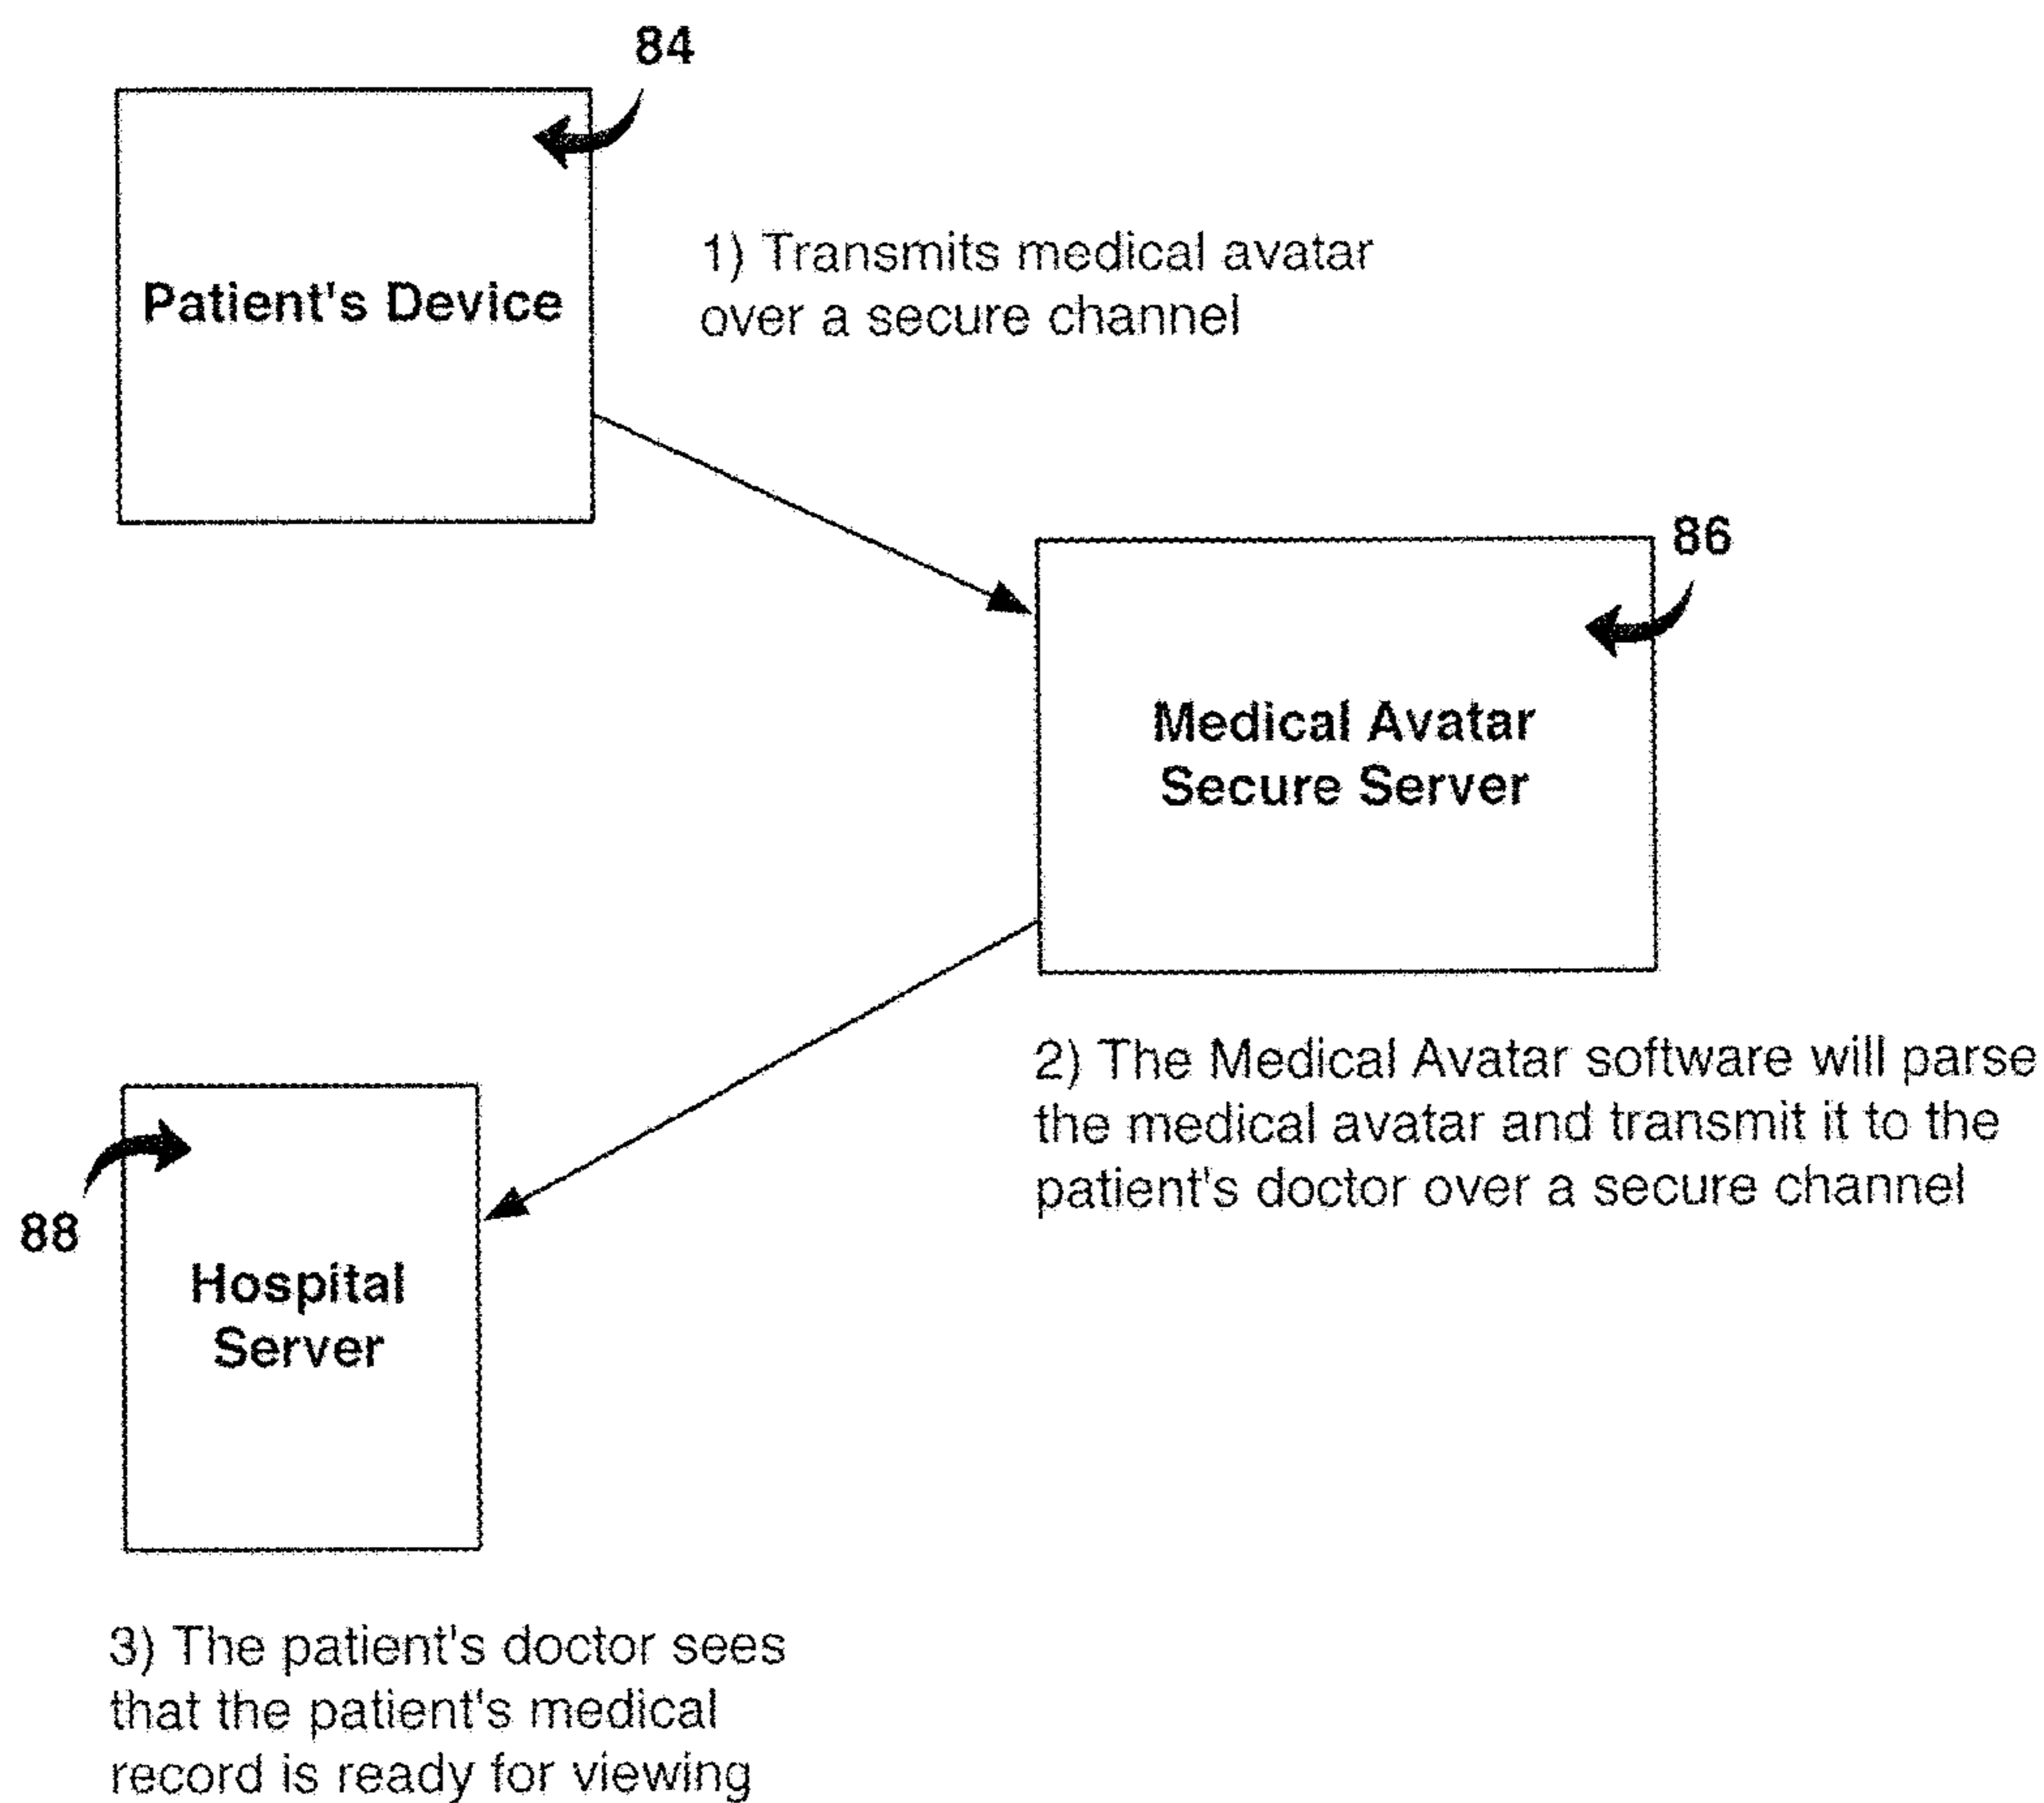 84
Patient's Device
1) Transmits medical avatar
over a secure channel
86
Medical Avatar
Secure Server
2) The Medical Avatar software will parse
the medical avatar and transmit it to the
patient's doctor over a secure channel
88
Hospital
Server
3) The patient's doctor sees
that the patient's medical
record is ready for viewing